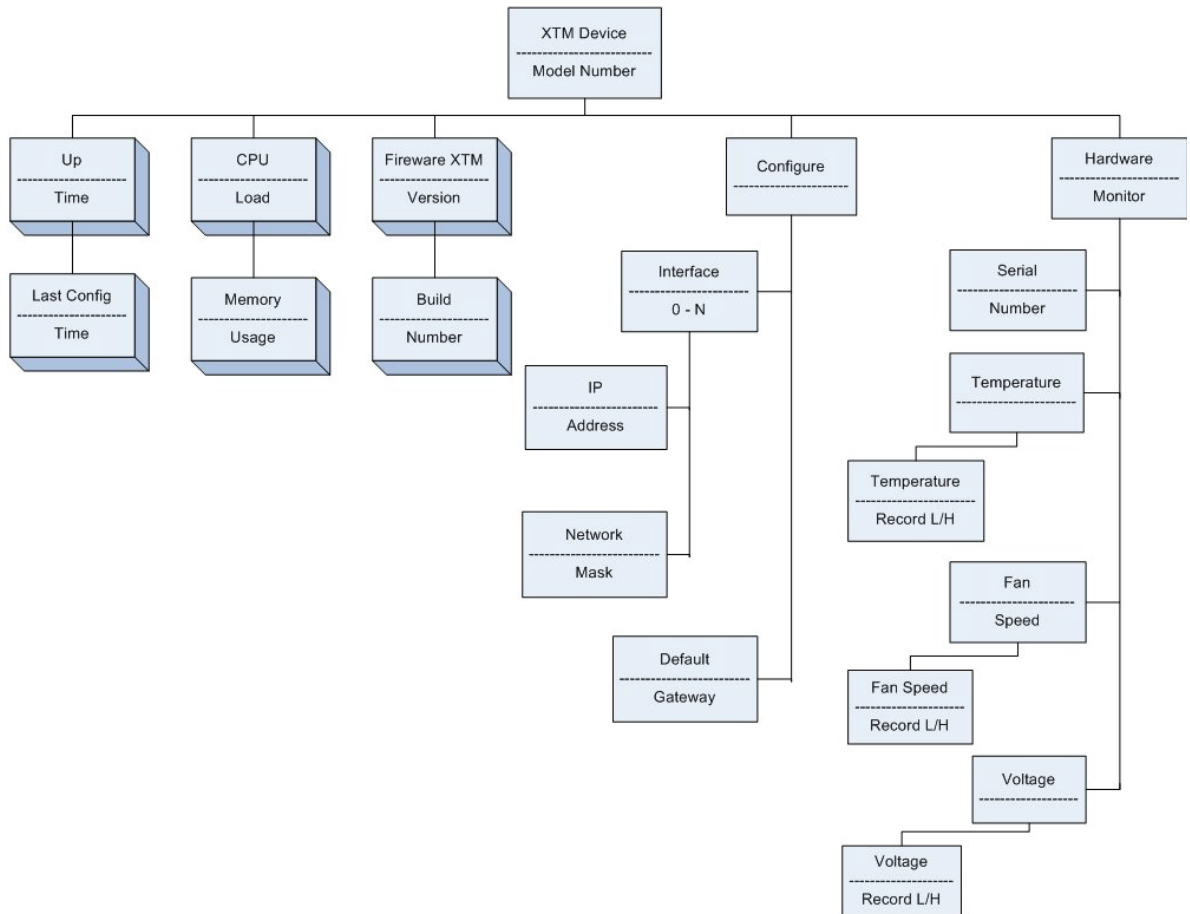 XTM Device
Model Number
Up
Time
CPU
Load
Fireware XTM
Version
Configure
Hardware
Monitor
Last Config
Time
Memory
Usage
Build
Number
Interface
0 - N
IP
Address
Network
Mask
Default
Gateway
Serial
Number
Temperature
Temperature
Record L/H
Fan
Speed
Fan Speed
Record L/H
Voltage
Voltage
Record L/H